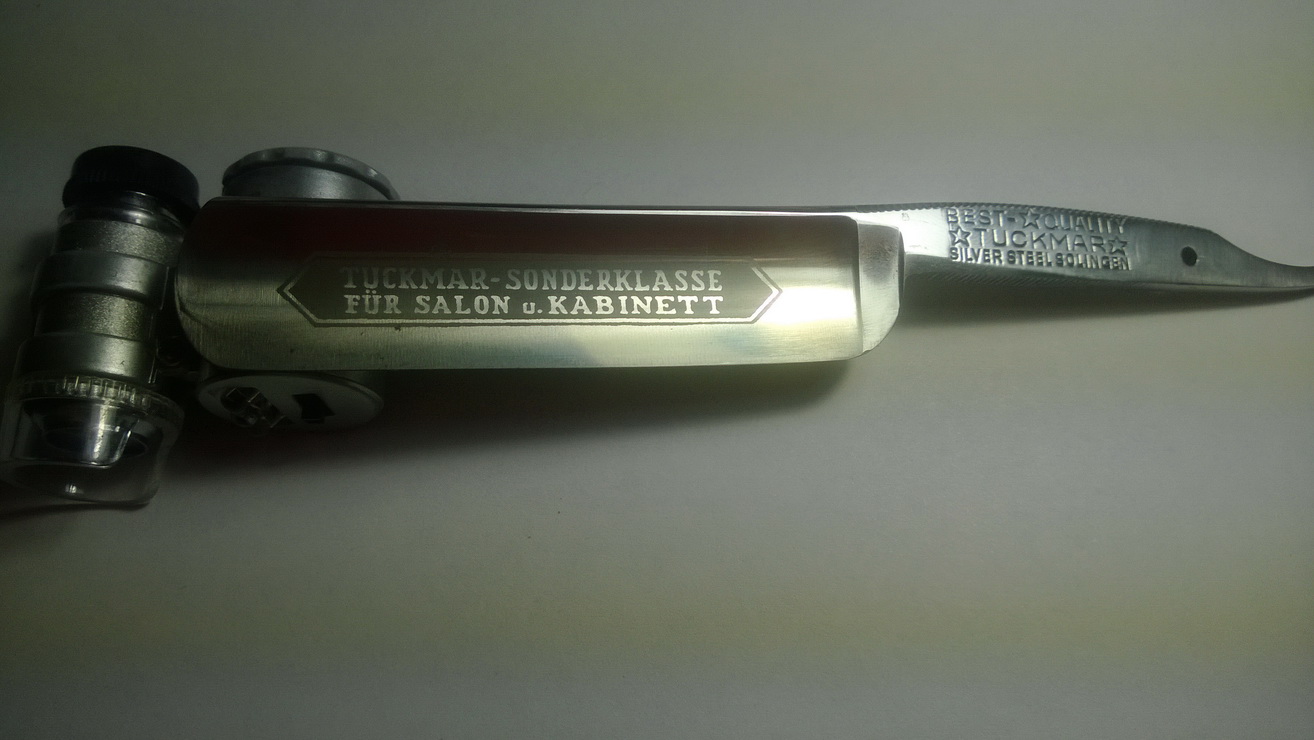 TUCKMAR-SONDERKLASSE
FÜR SALON u. KABINETT
BEST-☆QUALITY
☆TUCKMAR☆
SILVER STEEL SOLINGEN